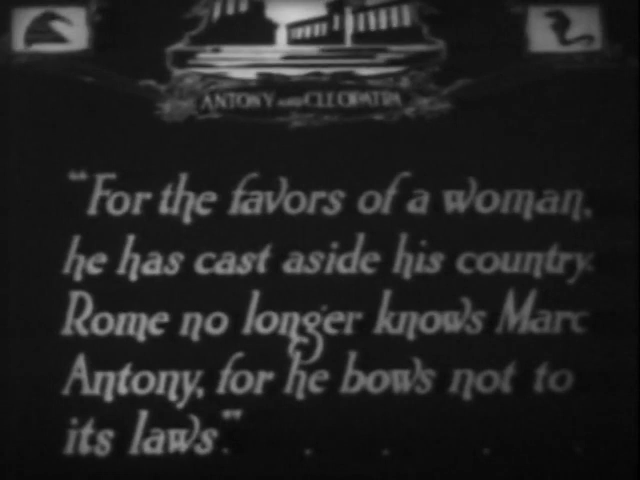 ANTONY AND CLEOPATRA
"For the favors of a woman,
he has cast aside his country.
Rome no longer knows Marc
Antony, for he bows not to
its laws".